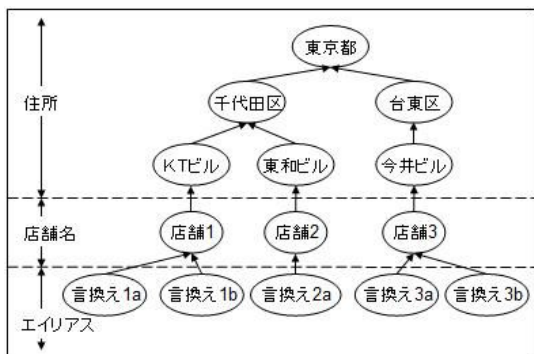 東京都
住所
千代田区
台東区
KTビル
東和ビル
今井ビル
店舗名
店舗1
店舗2
店舗3
言換え1a
言換え1b
言換え2a
言換え3a
言換え3b
エイリアス